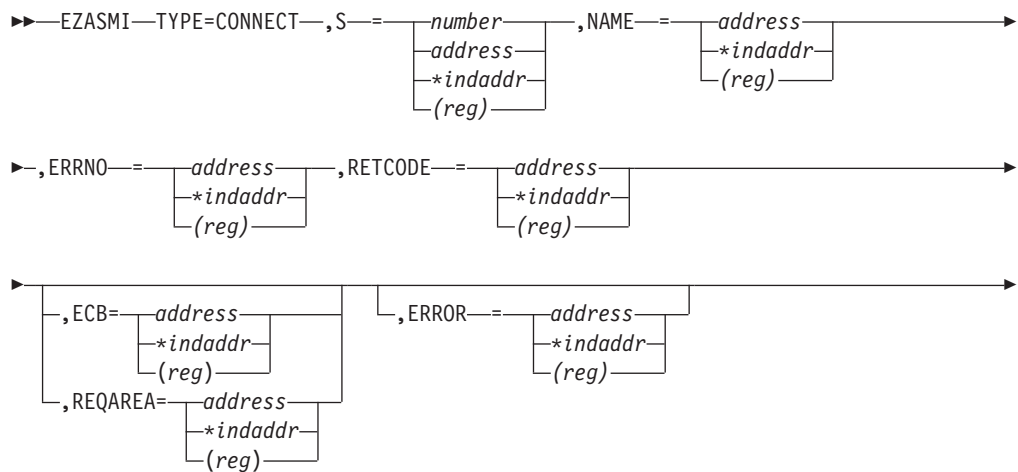 EZASMI TYPE=CONNECT ,S = number ,NAME = address
address *indaddr
*indaddr (reg)
(reg)
,ERRNO = address ,RETCODE = address
*indaddr *indaddr
(reg) (reg)
,ECB= address ,ERROR = address
*indaddr *indaddr
(reg) (reg)
,REQAREA= address
*indaddr
(reg)